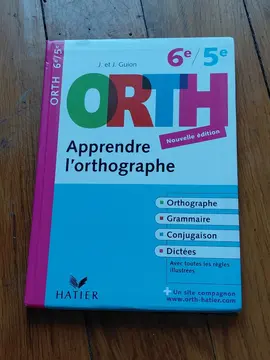 J. et J. Guion
6e/5e
ORTH 6e/5e
ORTH
Nouvelle édition
Apprendre
l'orthographe
Orthographe
Grammaire
Conjugaison
Dictées
Avec toutes ses règles
illustrées
+ Un site compagnon
www.orth-hatier.com
HATIER